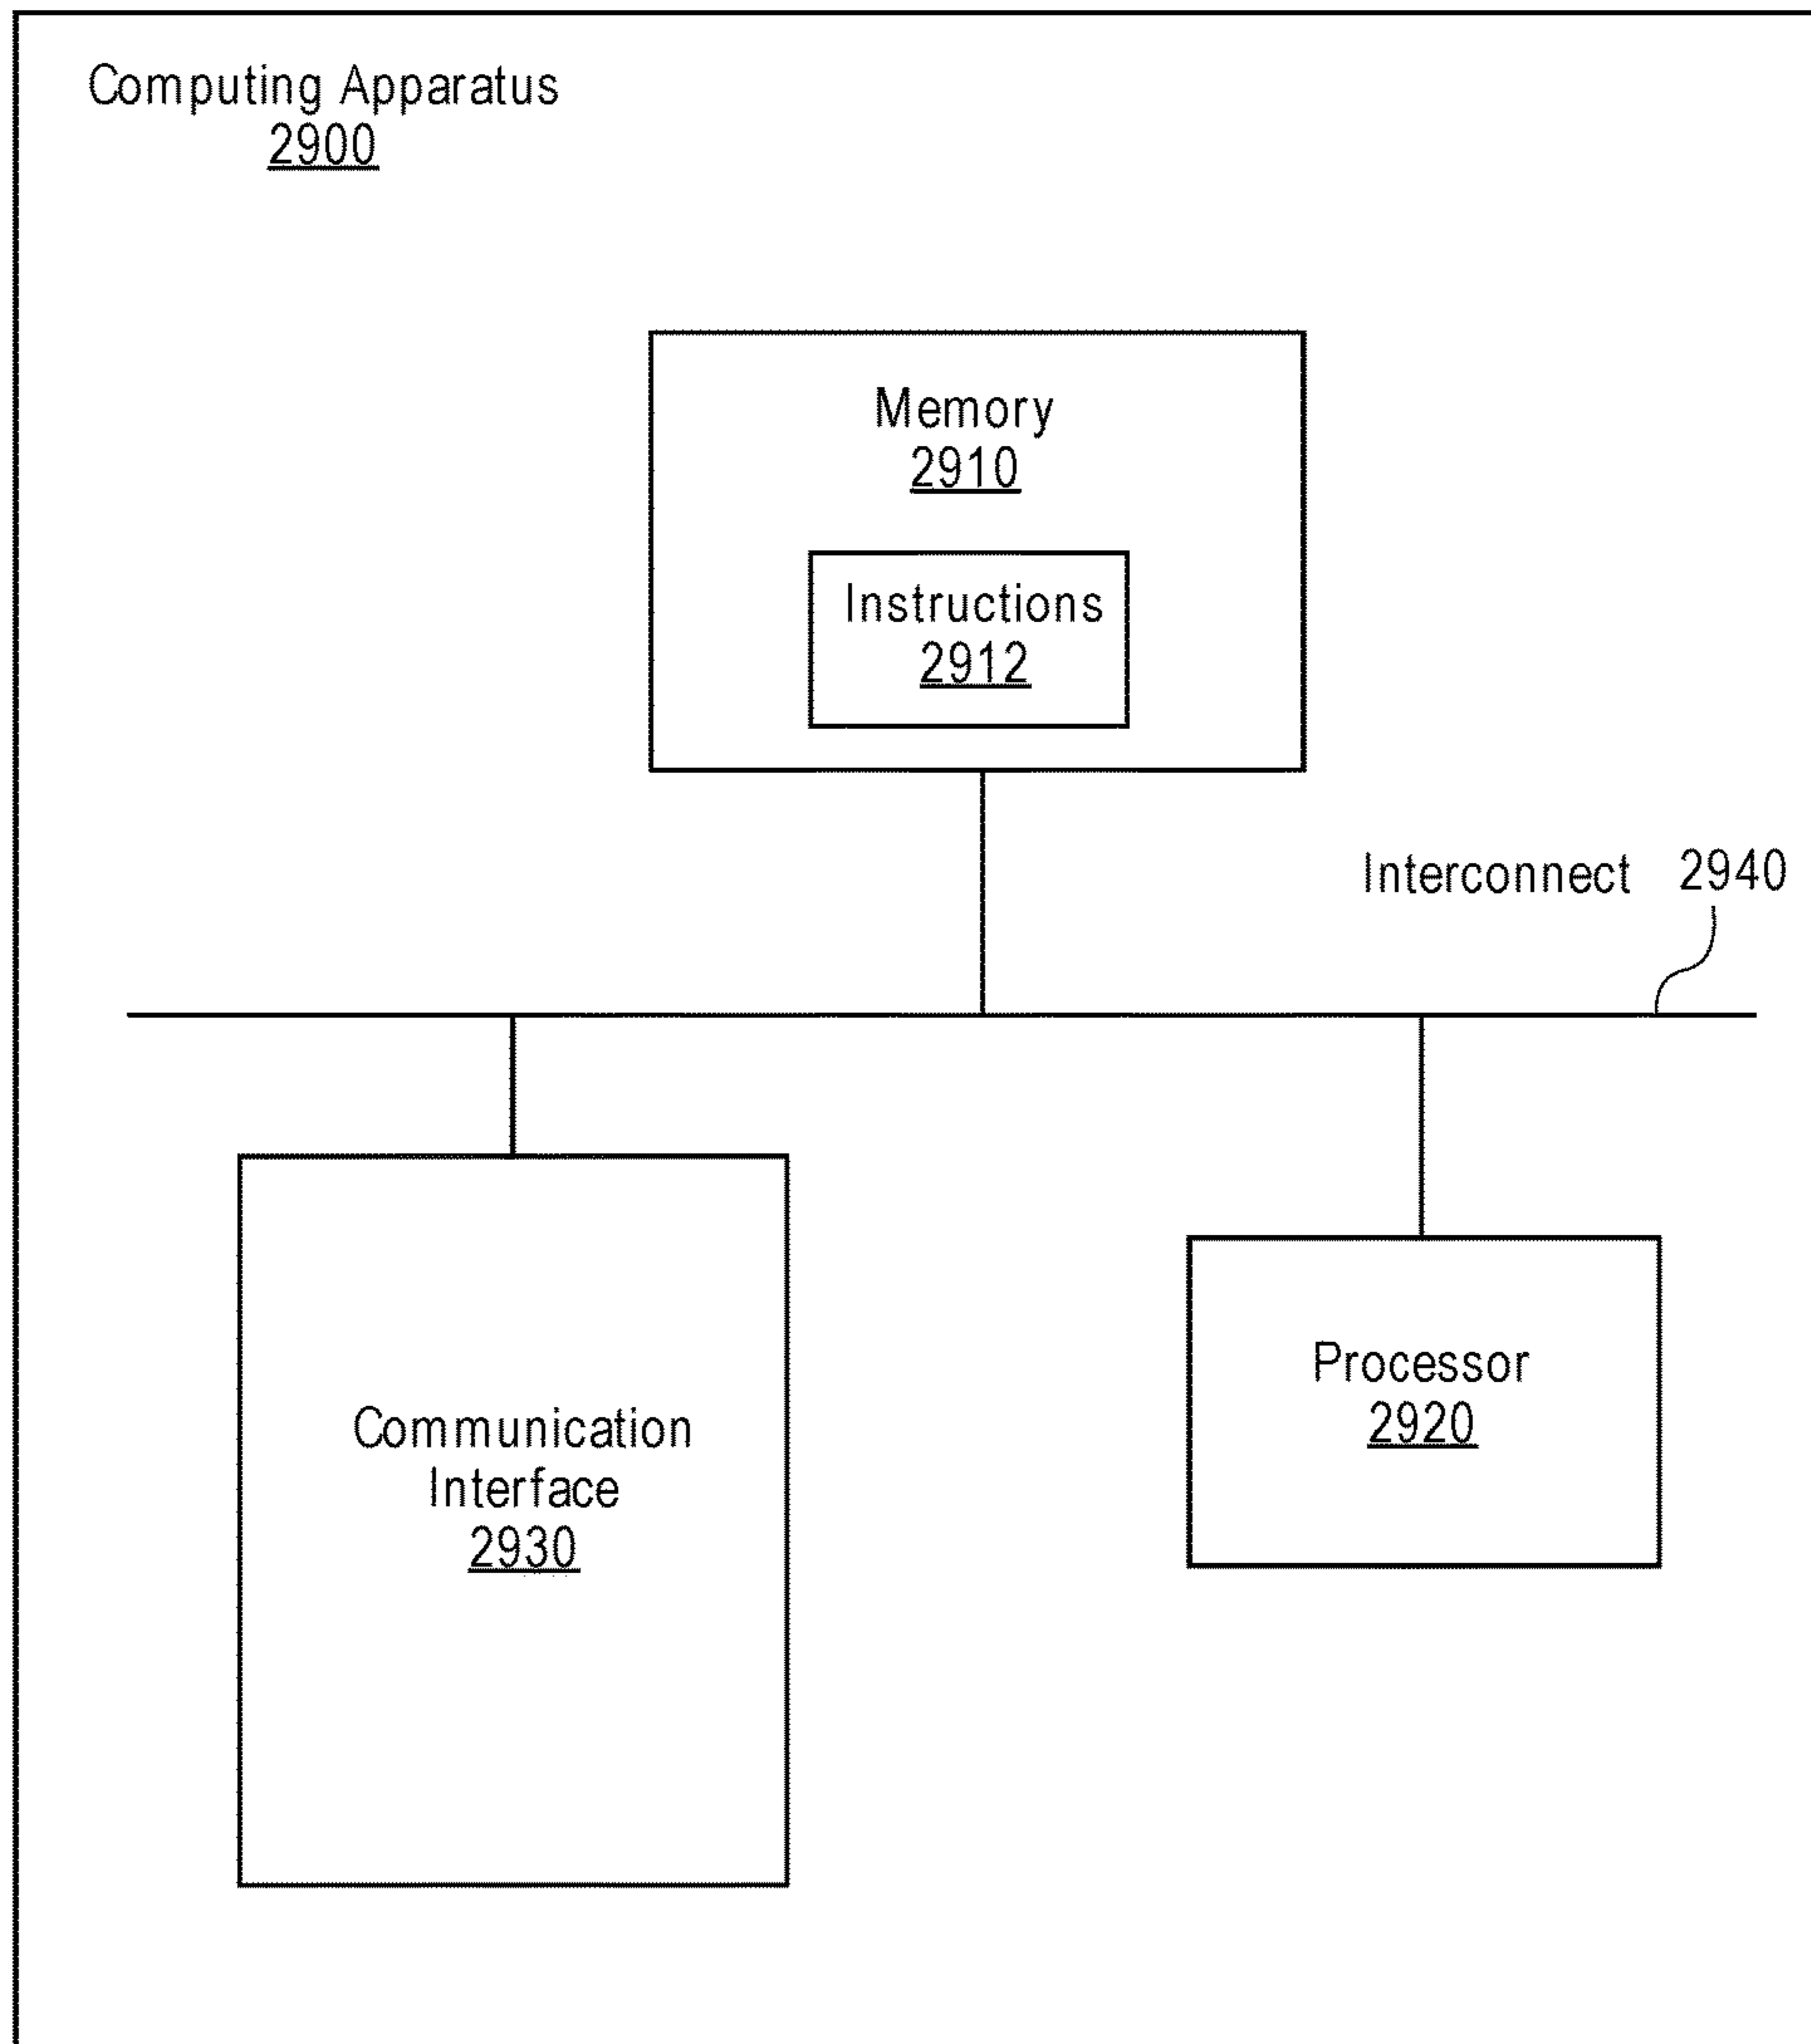 Computing Apparatus
2900
Memory
2910
Instructions
2912
Interconnect 2940
Communication
Interface
2930
Processor
2920